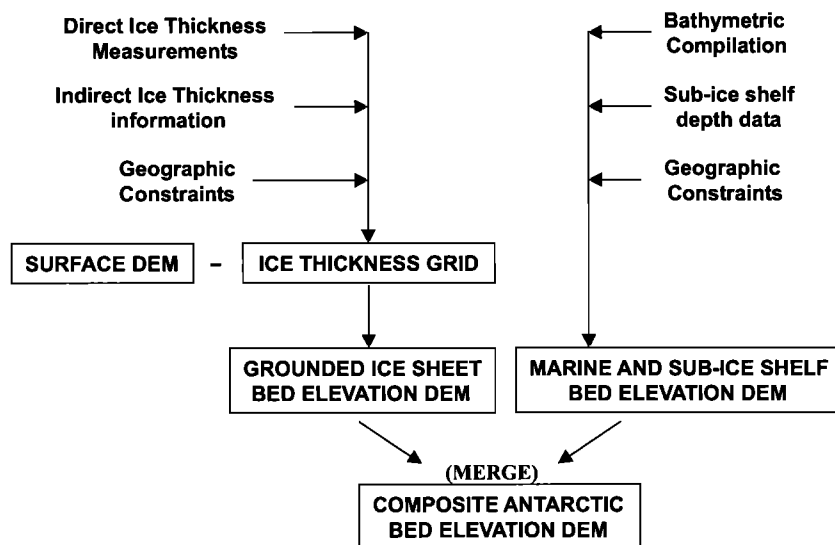 Direct Ice Thickness
Measurements
Indirect Ice Thickness
information
Geographic
Constraints
Bathymetric
Compilation
Sub-ice shelf
depth data
Geographic
Constraints
SURFACE DEM – ICE THICKNESS GRID
GROUNDED ICE SHEET
BED ELEVATION DEM
MARINE AND SUB-ICE SHELF
BED ELEVATION DEM
(MERGE)
COMPOSITE ANTARCTIC
BED ELEVATION DEM